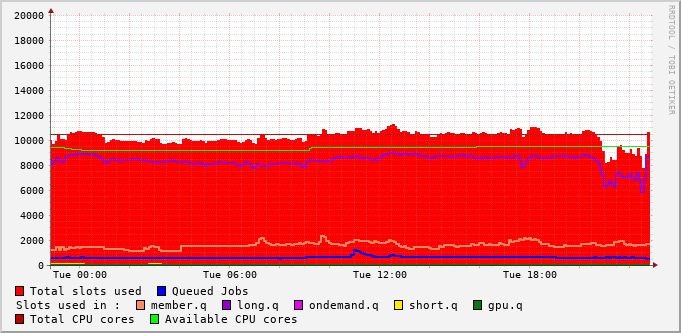 20000
18000
16000
14000
12000
10000
8000
6000
4000
2000
0
Tue 00:00 Tue 06:00 Tue 12:00 Tue 18:00
RRDTOOL / TOBI OETIKER
Total slots used Queued Jobs
Slots used in : member.q long.q ondemand.q short.q gpu.q
Total CPU cores Available CPU cores